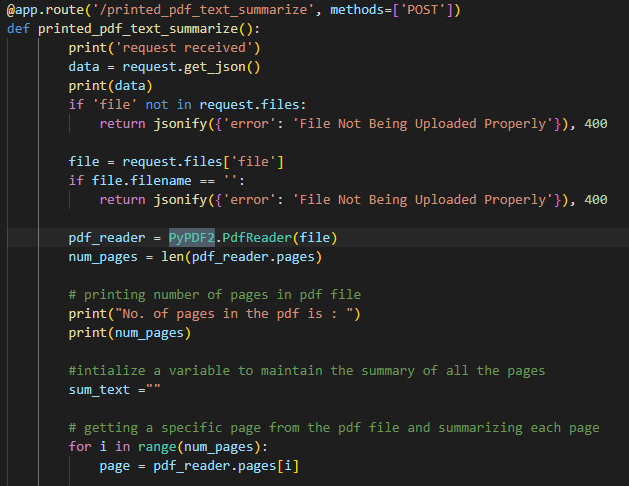 @app.route('/printed_pdf_text_summarize', methods=['POST'])
def printed_pdf_text_summarize():
print('request received')
data = request.get_json()
print(data)
if 'file' not in request.files:
return jsonify({'error': 'File Not Being Uploaded Properly'}), 400
file = request.files['file']
if file.filename == '':
return jsonify({'error': 'File Not Being Uploaded Properly'}), 400
pdf_reader = PyPDF2.PdfReader(file)
num_pages = len(pdf_reader.pages)
# printing number of pages in pdf file
print("No. of pages in the pdf is : ")
print(num_pages)
#intialize a variable to maintain the summary of all the pages
sum_text =""
# getting a specific page from the pdf file and summarizing each page
for i in range(num_pages):
page = pdf_reader.pages[i]